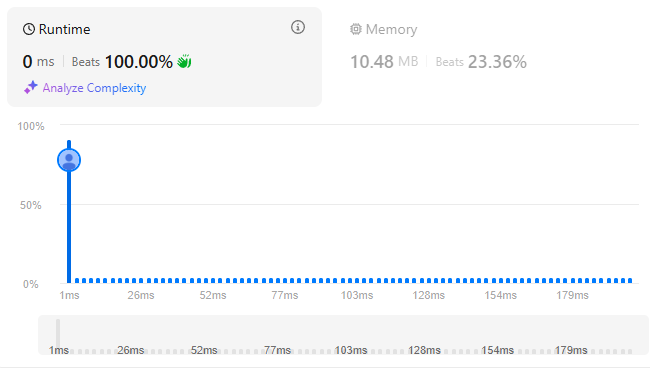 Runtime
0 ms Beats 100.00%
Analyze Complexity
Memory
10.48 MB Beats 23.36%
100%
50%
0%
1ms 26ms 52ms 77ms 103ms 128ms 154ms 179ms
1ms 26ms 52ms 77ms 103ms 128ms 154ms 179ms